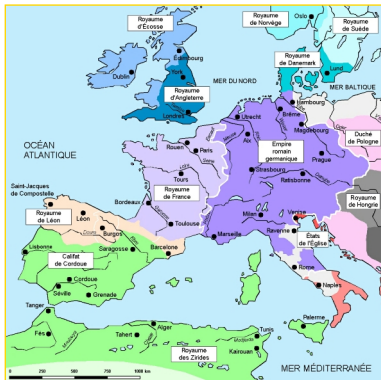 Royaume
d'Écosse
Royaume
de Norvège
Oslo
Royaume
de Suède
Édimbourg
Royaume
de Danemark
Dublin
York
MER DU NORD
Lund
MER BALTIQUE
Royaume
d'Angleterre
Hambourg
Londres
Utrecht
Brême
Magdebourg
Duché
de Pologne
Aix
OCÉAN
ATLANTIQUE
Rouen
Paris
Empire
romain
germanique
Prague
Seine
Loire
Tours
Strasbourg
Ratisbonne
Saint-Jacques
de Compostelle
Royaume
de France
Royaume
de Hongrie
Bordeaux
Royaume
de Léon
Léon
Milan
Venise
Burgos
Toulouse
Ravenne
États
de l'Église
Marseille
Saragosse
Barcelone
Lisbonne
Califat
de Cordoue
Rome
Naples
Cordoue
Séville
Grenade
Tanger
Palerme
Alger
Tunis
Fès
Tahert
Kairouan
Royaume
des Zirides
MER MÉDITERRANÉE
0
500
1000 km